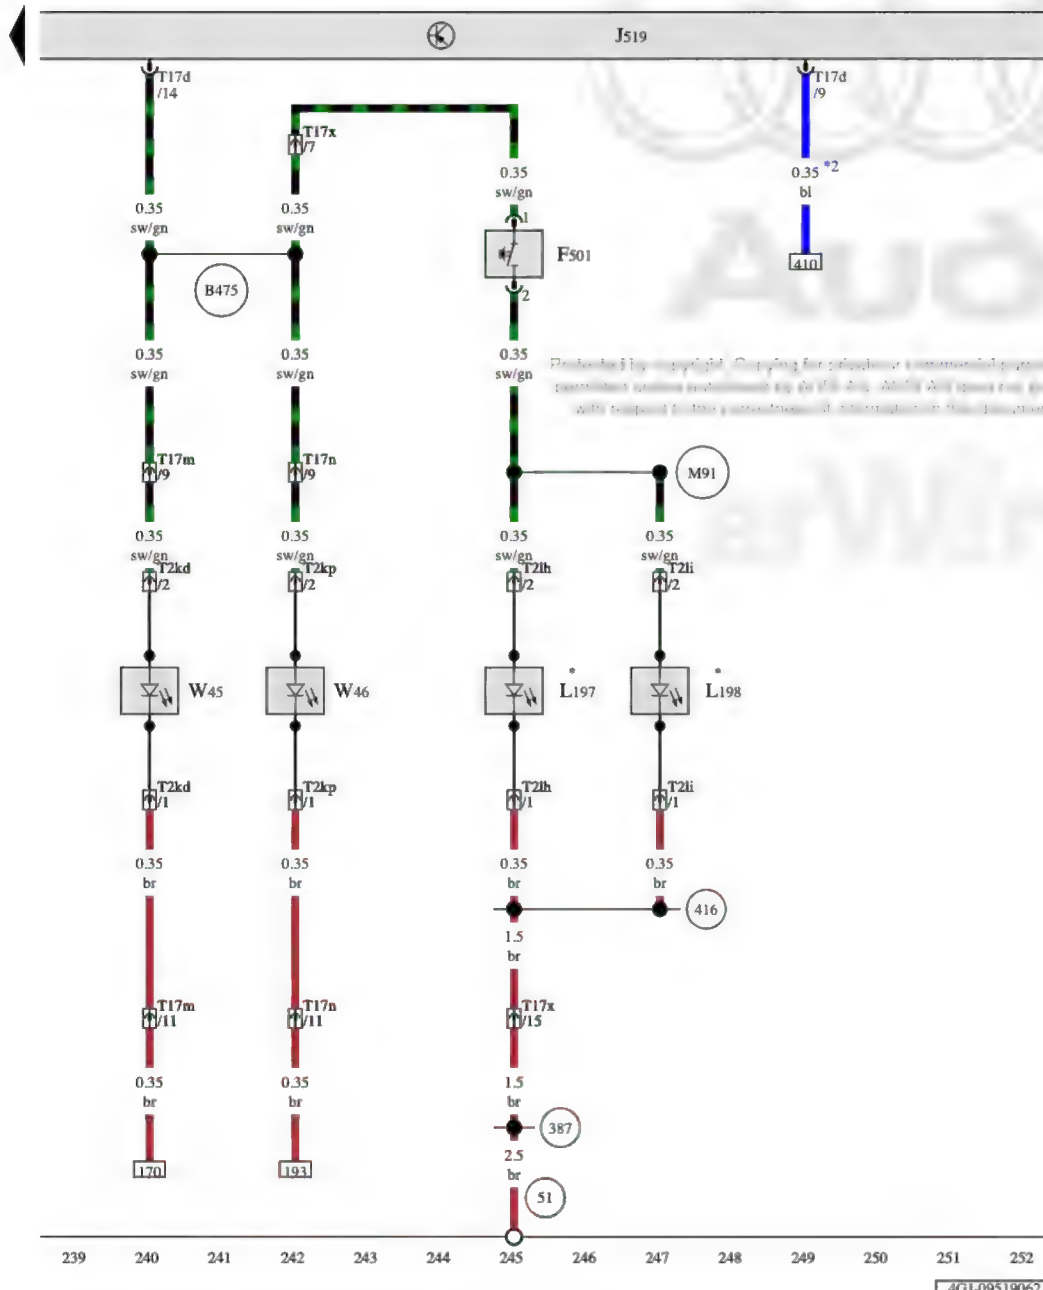 J519
T17d
/14
T17d
/9
T17x
/7
0.35
sw/gn
0.35 *2
bl
0.35
sw/gn
0.35
sw/gn
1
F501
410
B475
2
0.35
sw/gn
0.35
sw/gn
0.35
sw/gn
Audi
T17m
/9
T17n
/9
M91
0.35
sw/gn
0.35
sw/gn
0.35
sw/gn
0.35
sw/gn
T2kd
/2
T2kp
/2
T2lh
/2
T2li
/2
W45
W46
*
L197
*
L198
T2kd
/1
T2kp
/1
T2lh
/1
T2li
/1
0.35
br
0.35
br
0.35
br
0.35
br
416
1.5
br
T17m
/11
T17n
/11
T17x
/15
0.35
br
0.35
br
1.5
br
387
170
193
2.5
br
51
239 240 241 242 243 244 245 246 247 248 249 250 251 252
4G1-09519062